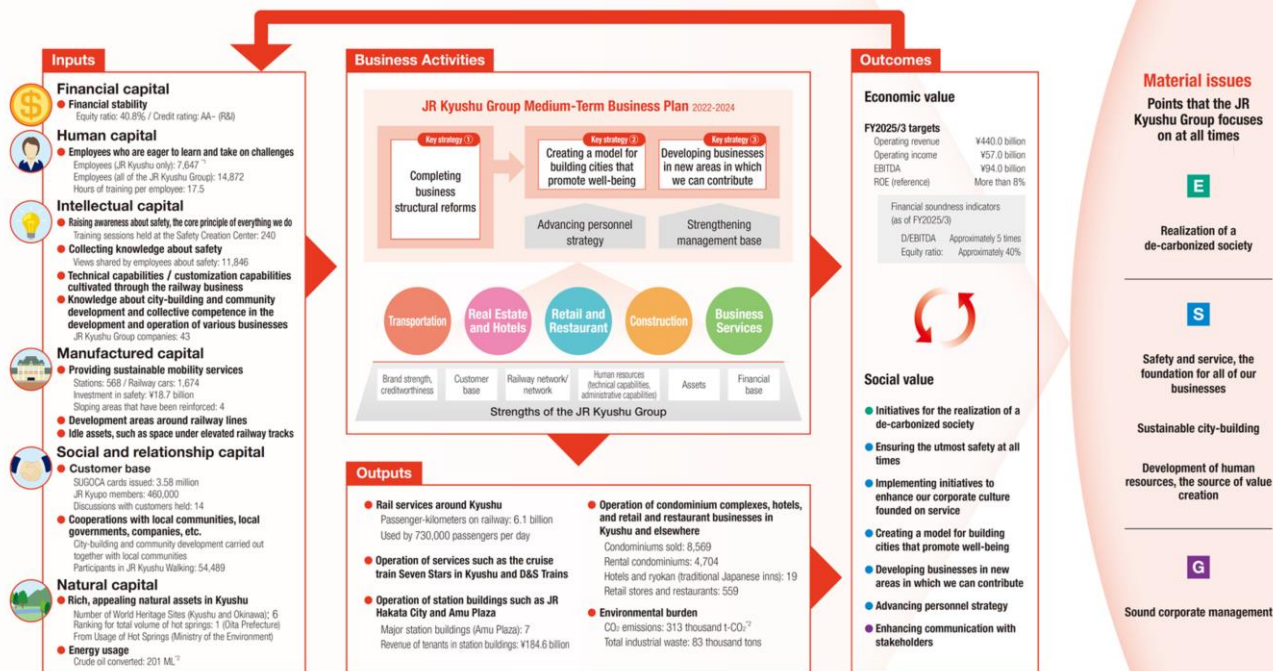 Inputs
Financial capital
Financial stability
Equity ratio: 40.8% / Credit rating: AA− (R&I)
Human capital
Employees who are eager to learn and take on challenges
Employees (JR Kyushu only): 7,647 *1
Employees (all of the JR Kyushu Group): 14,872
Hours of training per employee: 17.5
Intellectual capital
Raising awareness about safety, the core principle of everything we do
Training sessions held at the Safety Creation Center: 240
Collecting knowledge about safety
Views shared by employees about safety: 11,846
Technical capabilities / customization capabilities
cultivated through the railway business
Knowledge about city-building and community
development and collective competence in the
development and operation of various businesses
JR Kyushu Group companies: 43
Manufactured capital
Providing sustainable mobility services
Stations: 568 / Railway cars: 1,674
Investment in safety: ¥18.7 billion
Sloping areas that have been reinforced: 4
Development areas around railway lines
Idle assets, such as space under elevated railway tracks
Social and relationship capital
Customer base
SUGOCA cards issued: 3.58 million
JR Kyupo members: 460,000
Discussions with customers held: 14
Cooperations with local communities, local
governments, companies, etc.
City-building and community development carried out
together with local communities
Participants in JR Kyushu Walking: 54,489
Natural capital
Rich, appealing natural assets in Kyushu
Number of World Heritage Sites (Kyushu and Okinawa): 6
Ranking for total volume of hot springs: 1 (Oita Prefecture)
From Usage of Hot Springs (Ministry of the Environment)
Energy usage
Crude oil converted: 201 ML*2
Business Activities
JR Kyushu Group Medium-Term Business Plan 2022-2024
Key strategy ①
Completing
business
structural reforms
Key strategy ②
Creating a model for
building cities that
promote well-being
Key strategy ③
Developing businesses
in new areas in which
we can contribute
Advancing personnel
strategy
Strengthening
management base
Transportation
Real Estate
and Hotels
Retail and
Restaurant
Construction
Business
Services
Brand strength,
creditworthiness
Customer
base
Railway network/
network
Human resources
(technical capabilities,
administrative capabilities)
Assets
Financial
base
Strengths of the JR Kyushu Group
Outputs
Rail services around Kyushu
Passenger-kilometers on railway: 6.1 billion
Used by 730,000 passengers per day
Operation of services such as the cruise
train Seven Stars in Kyushu and D&S Trains
Operation of station buildings such as JR
Hakata City and Amu Plaza
Major station buildings (Amu Plaza): 7
Revenue of tenants in station buildings: ¥184.6 billion
Operation of condominium complexes, hotels,
and retail and restaurant businesses in
Kyushu and elsewhere
Condominiums sold: 8,569
Rental condominiums: 4,704
Hotels and ryokan (traditional Japanese inns): 19
Retail stores and restaurants: 559
Environmental burden
CO2 emissions: 313 thousand t-CO2*2
Total industrial waste: 83 thousand tons
Outcomes
Economic value
FY2025/3 targets
Operating revenue ¥440.0 billion
Operating income ¥57.0 billion
EBITDA ¥94.0 billion
ROE (reference) More than 8%
Financial soundness indicators
(as of FY2025/3)
D/EBITDA Approximately 5 times
Equity ratio: Approximately 40%
Social value
Initiatives for the realization of a
de-carbonized society
Ensuring the utmost safety at all
times
Implementing initiatives to
enhance our corporate culture
founded on service
Creating a model for building
cities that promote well-being
Developing businesses in new
areas in which we can contribute
Advancing personnel strategy
Enhancing communication with
stakeholders
Material issues
Points that the JR
Kyushu Group focuses
on at all times
E
Realization of a
de-carbonized society
S
Safety and service, the
foundation for all of our
businesses
Sustainable city-building
Development of human
resources, the source of value
creation
G
Sound corporate management